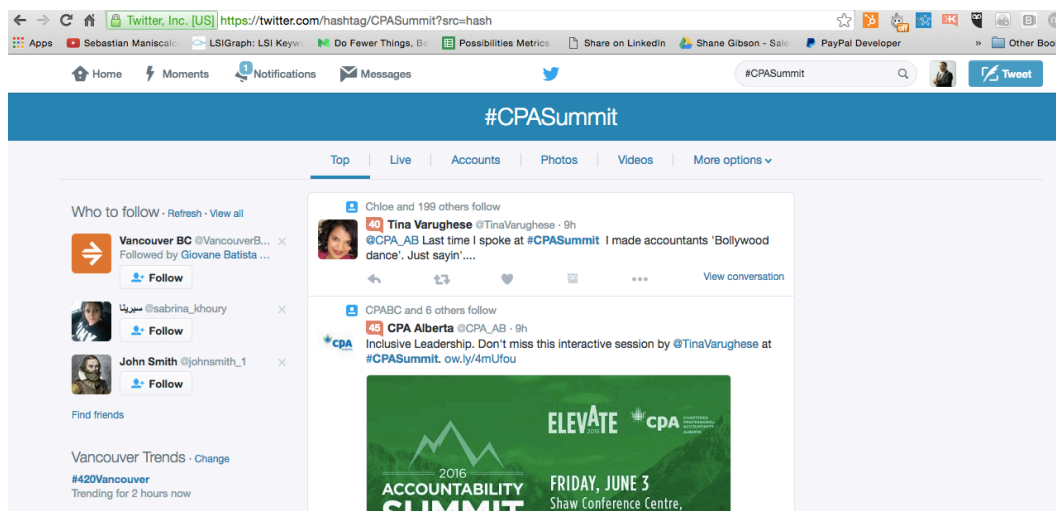 Twitter, Inc. [US] https://twitter.com/hashtag/CPASummit?src=hash
Apps Sebastian Maniscalc LSIGraph: LSI Keyw Do Fewer Things, Be Possibilities Metrics Share on LinkedIn Shane Gibson - Sale PayPal Developer » Other Boo
Home Moments 1 Notifications Messages #CPASummit Tweet
#CPASummit
Top Live Accounts Photos Videos More options
Who to follow · Refresh · View all
Vancouver BC @VancouverB...
Followed by Giovane Batista ...
Follow
سبرينا @sabrina_khoury
Follow
John Smith @johnsmith_1
Follow
Find friends
Vancouver Trends · Change
#420Vancouver
Trending for 2 hours now
Chloe and 199 others follow
40 Tina Varughese @TinaVarughese · 9h
@CPA_AB Last time I spoke at #CPASummit I made accountants 'Bollywood
dance'. Just sayin'....
View conversation
CPABC and 6 others follow
45 CPA Alberta @CPA_AB · 9h
CPA
Inclusive Leadership. Don't miss this interactive session by @TinaVarughese at
#CPASummit. ow.ly/4mUfou
2016
ACCOUNTABILITY
SUMMIT
ELEVATE
2016
CPA
CHARTERED
PROFESSIONAL
ACCOUNTANTS
ALBERTA
FRIDAY, JUNE 3
Shaw Conference Centre,